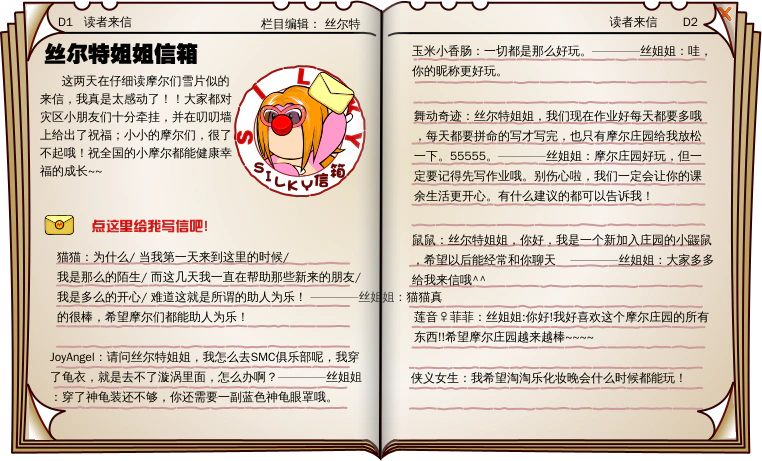 D1 读者来信
栏目编辑： 丝尔特
丝尔特姐姐信箱
这两天在仔细读摩尔们雪片似的
来信，我真是太感动了！！大家都对
灾区小朋友们十分牵挂，并在叨叨墙
上给出了祝福；小小的摩尔们，很了
不起哦！祝全国的小摩尔都能健康幸
福的成长~~
SILKY
SILKY信箱
点这里给我写信吧！
猫猫：为什么/ 当我第一天来到这里的时候/
我是那么的陌生/ 而这几天我一直在帮助那些新来的朋友/
我是多么的开心/ 难道这就是所谓的助人为乐！ ————丝姐姐：猫猫真
的很棒，希望摩尔们都能助人为乐！
JoyAngel：请问丝尔特姐姐，我怎么去SMC俱乐部呢，我穿
了龟衣，就是去不了漩涡里面，怎么办啊？————丝姐姐
：穿了神龟装还不够，你还需要一副蓝色神龟眼罩哦。
读者来信 D2
玉米小香肠：一切都是那么好玩。————丝姐姐：哇，
你的昵称更好玩。
舞动奇迹：丝尔特姐姐，我们现在作业好每天都要多哦
，每天都要拼命的写才写完，也只有摩尔庄园给我放松
一下。55555。————丝姐姐：摩尔庄园好玩，但一
定要记得先写作业哦。别伤心啦，我们一定会让你的课
余生活更开心。有什么建议的都可以告诉我！
鼠鼠：丝尔特姐姐，你好，我是一个新加入庄园的小鼹鼠
，希望以后能经常和你聊天 ————丝姐姐：大家多多
给我来信哦^^
莲音♀菲菲：丝姐姐:你好!我好喜欢这个摩尔庄园的所有
东西!!希望摩尔庄园越来越棒~~~~
侠义女生：我希望淘淘乐化妆晚会什么时候都能玩！